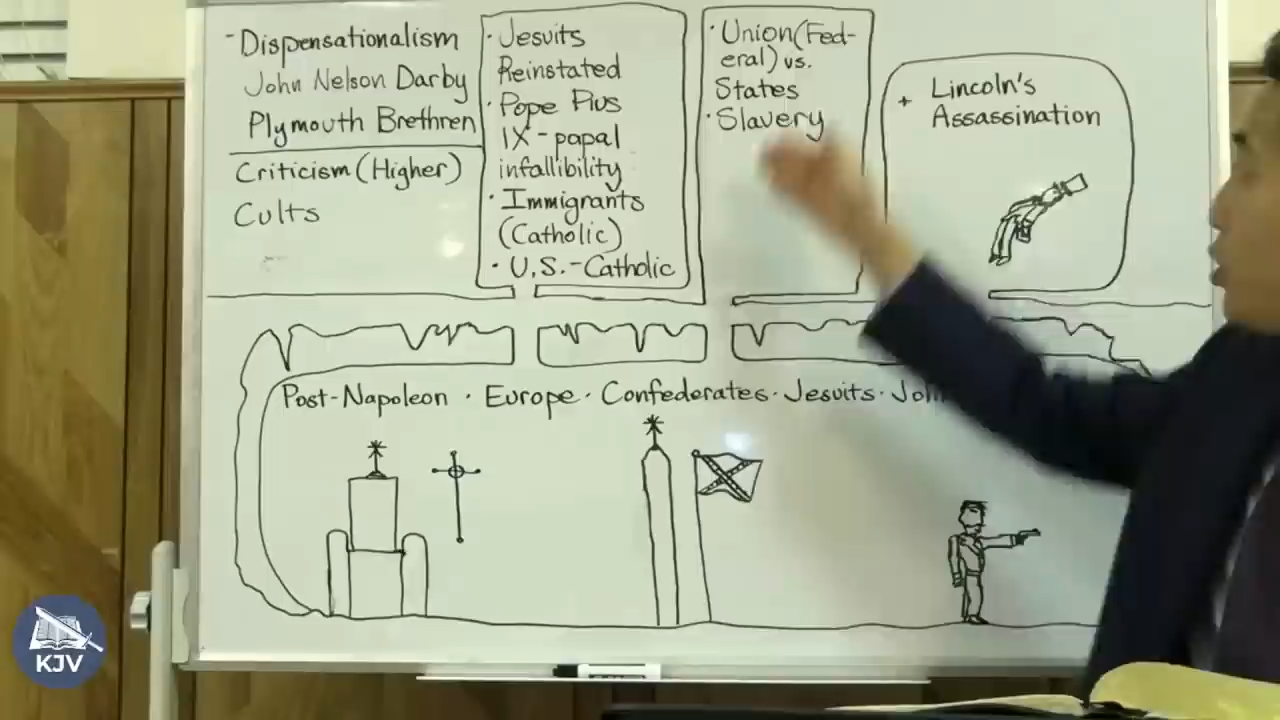 - Dispensationalism
John Nelson Darby
Plymouth Brethren
Criticism (Higher)
Cults
· Jesuits
Reinstated
· Pope Pius
IX - papal
infallibility
· Immigrants
(Catholic)
· U.S. - Catholic
· Union (Fed-
eral) vs.
States
· Slavery
+ Lincoln's
Assassination
Post-Napoleon · Europe · Confederates · Jesuits ·
KJV